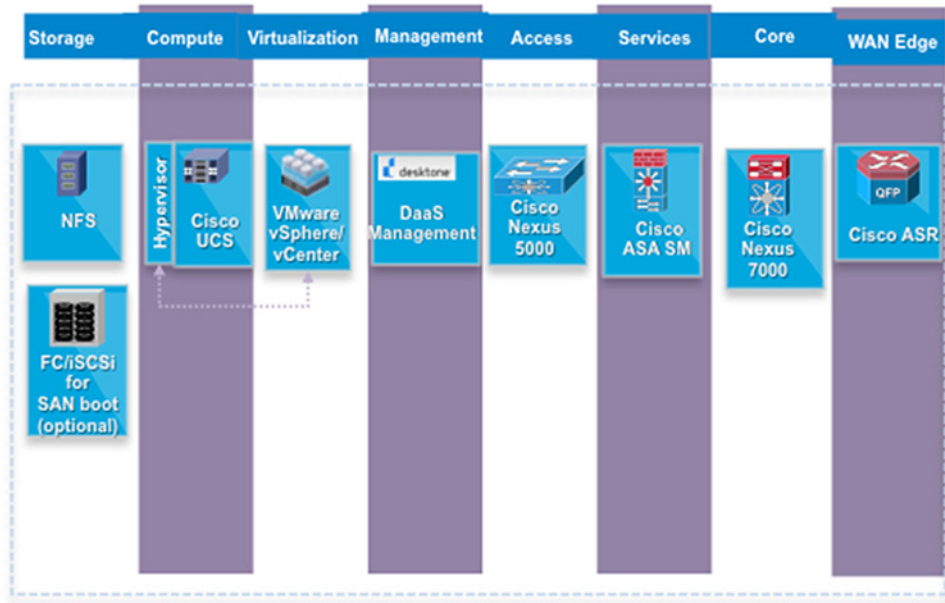 Storage
Compute
Virtualization
Management
Access
Services
Core
WAN Edge
NFS
FC/iSCSi
for
SAN boot
(optional)
Hypervisor
Cisco
UCS
VMware
vSphere/
vCenter
desktone
DaaS
Management
Cisco
Nexus
5000
Cisco
ASA SM
Cisco
Nexus
7000
QFP
Cisco ASR